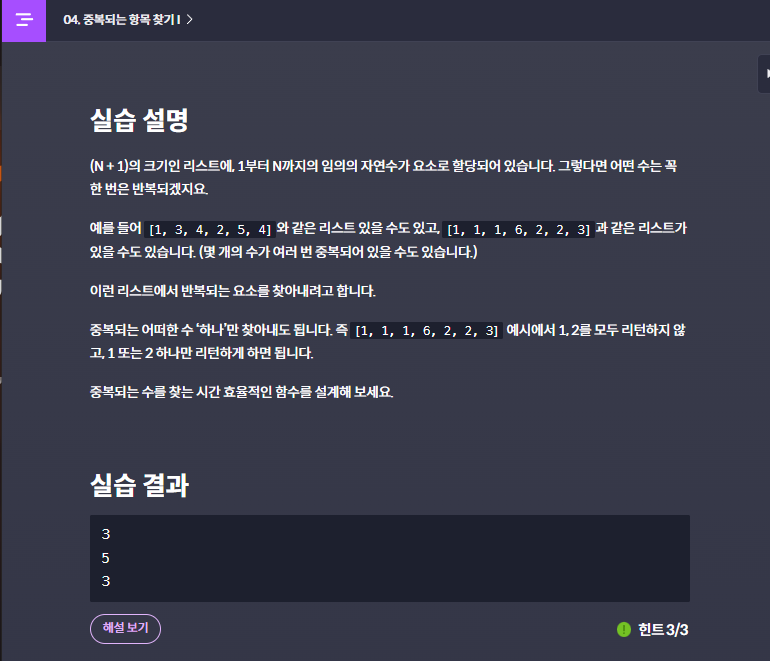 04. 중복되는 항목 찾기 I >
실습 설명
(N + 1)의 크기인 리스트에, 1부터 N까지의 임의의 자연수가 요소로 할당되어 있습니다. 그렇다면 어떤 수는 꼭
한 번은 반복되겠지요.
예를 들어 [1, 3, 4, 2, 5, 4] 와 같은 리스트 있을 수도 있고, [1, 1, 1, 6, 2, 2, 3] 과 같은 리스트가
있을 수도 있습니다. (몇 개의 수가 여러 번 중복되어 있을 수도 있습니다.)
이런 리스트에서 반복되는 요소를 찾아내려고 합니다.
중복되는 어떠한 수 ‘하나’만 찾아내도 됩니다. 즉 [1, 1, 1, 6, 2, 2, 3] 예시에서 1, 2를 모두 리턴하지 않
고, 1 또는 2 하나만 리턴하게 하면 됩니다.
중복되는 수를 찾는 시간 효율적인 함수를 설계해 보세요.
실습 결과
3
5
3
해설 보기
힌트 3/3